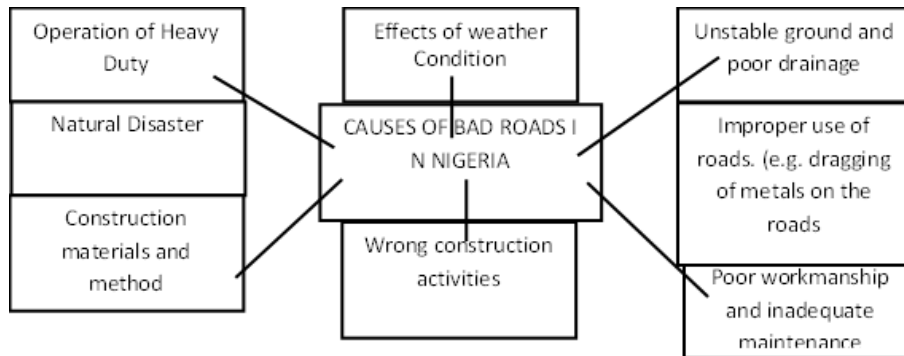 Operation of Heavy
Duty
Effects of weather
Condition
Unstable ground and
poor drainage
Natural Disaster
CAUSES OF BAD ROADS I
N NIGERIA
Improper use of
roads. (e.g. dragging
of metals on the
roads
Construction
materials and
method
Wrong construction
activities
Poor workmanship
and inadequate
maintenance